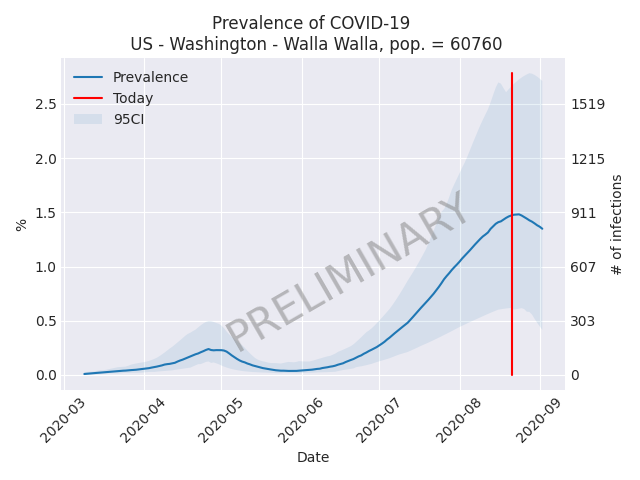 Prevalence of COVID-19
US - Washington - Walla Walla, pop. = 60760
Prevalence
Today
95CI
PRELIMINARY
%
2.5
2.0
1.5
1.0
0.5
0.0
1519
1215
911
607
303
0
# of infections
2020-03
2020-04
2020-05
2020-06
2020-07
2020-08
2020-09
Date